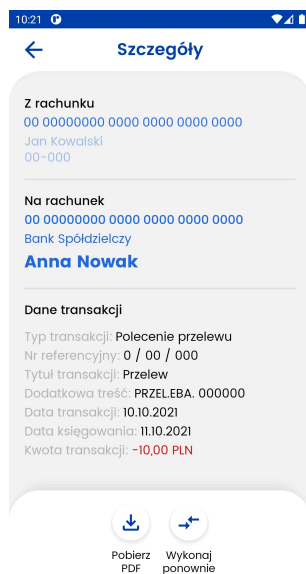 10:21
Szczegóły
Z rachunku
00 00000000 0000 0000 0000 0000
Jan Kowalski
00-000
Na rachunek
00 00000000 0000 0000 0000 0000
Bank Spółdzielczy
Anna Nowak
Dane transakcji
Typ transakcji: Polecenie przelewu
Nr referencyjny: 0 / 00 / 000
Tytuł transakcji: Przelew
Dodatkowa treść: PRZEL.EBA. 000000
Data transakcji: 10.10.2021
Data księgowania: 11.10.2021
Kwota transakcji: -10,00 PLN
Pobierz PDF
Wykonaj ponownie